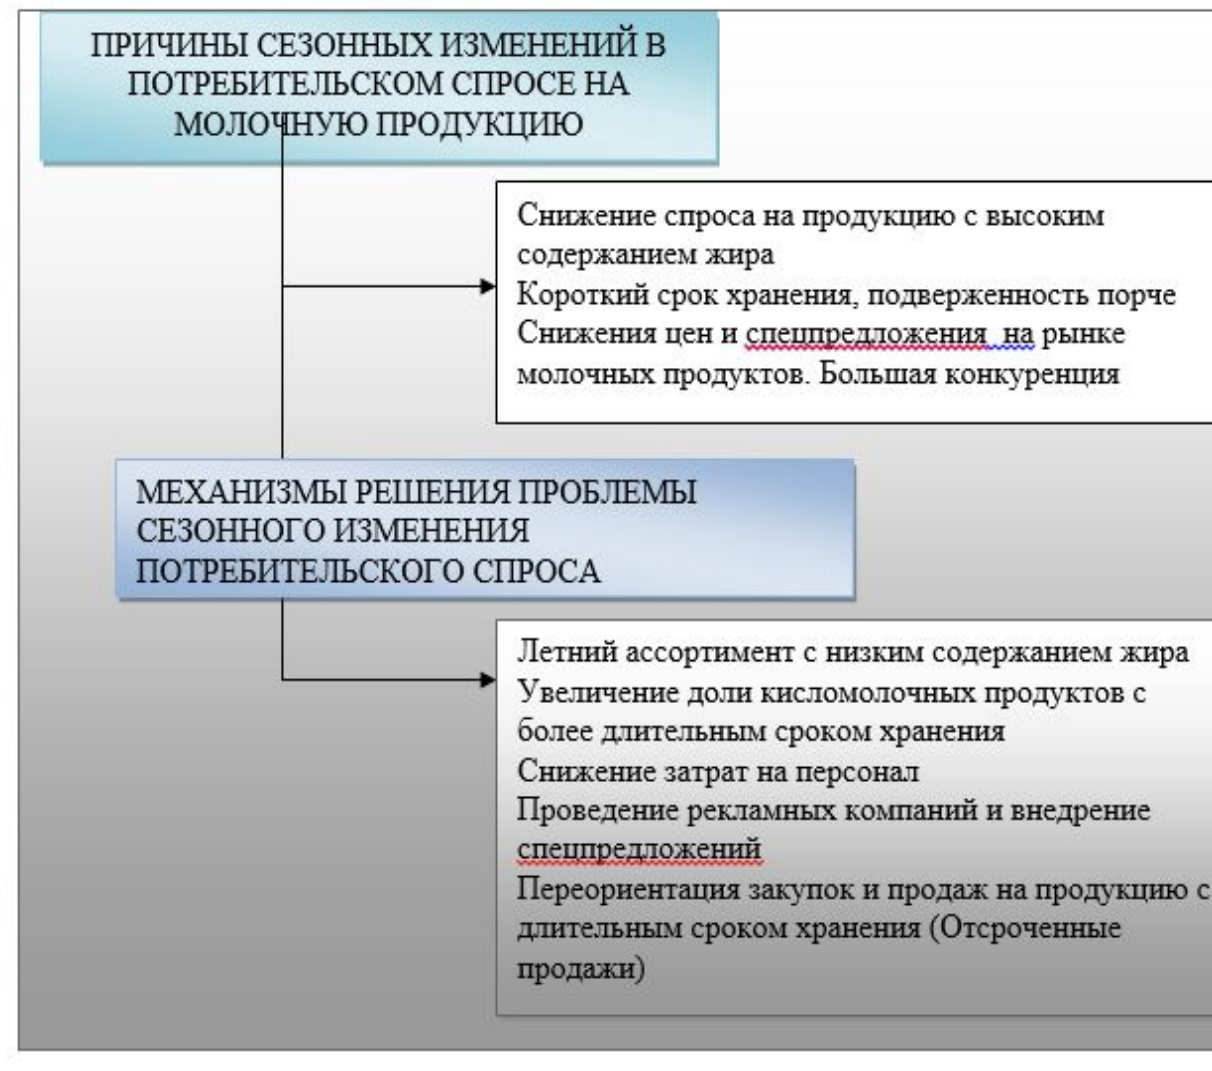 ПРИЧИНЫ СЕЗОННЫХ ИЗМЕНЕНИЙ В
ПОТРЕБИТЕЛЬСКОМ СПРОСЕ НА
МОЛОЧНУЮ ПРОДУКЦИЮ
Снижение спроса на продукцию с высоким
содержанием жира
Короткий срок хранения, подверженность порче
Снижения цен и спецпредложения на рынке
молочных продуктов. Большая конкуренция
МЕХАНИЗМЫ РЕШЕНИЯ ПРОБЛЕМЫ
СЕЗОННОГО ИЗМЕНЕНИЯ
ПОТРЕБИТЕЛЬСКОГО СПРОСА
Летний ассортимент с низким содержанием жира
Увеличение доли кисломолочных продуктов с
более длительным сроком хранения
Снижение затрат на персонал
Проведение рекламных компаний и внедрение
спецпредложений
Переориентация закупок и продаж на продукцию с
длительным сроком хранения (Отсроченные
продажи)